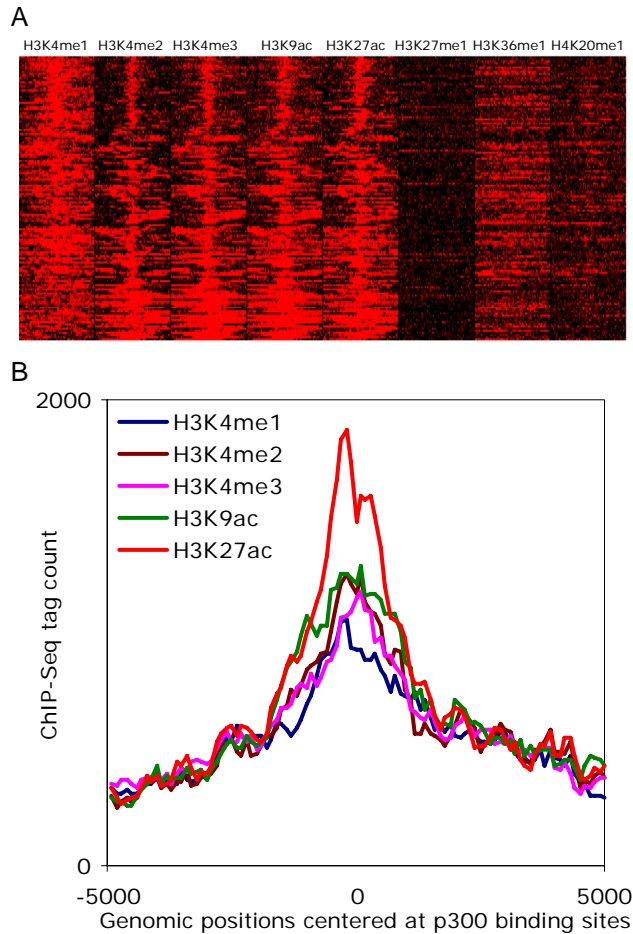 A
H3K4me1 H3K4me2 H3K4me3 H3K9ac H3K27ac H3K27me1 H3K36me1 H4K20me1
B
2000
H3K4me1
H3K4me2
H3K4me3
H3K9ac
H3K27ac
ChIP-Seq tag count
0
-5000 0 5000
Genomic positions centered at p300 binding sites